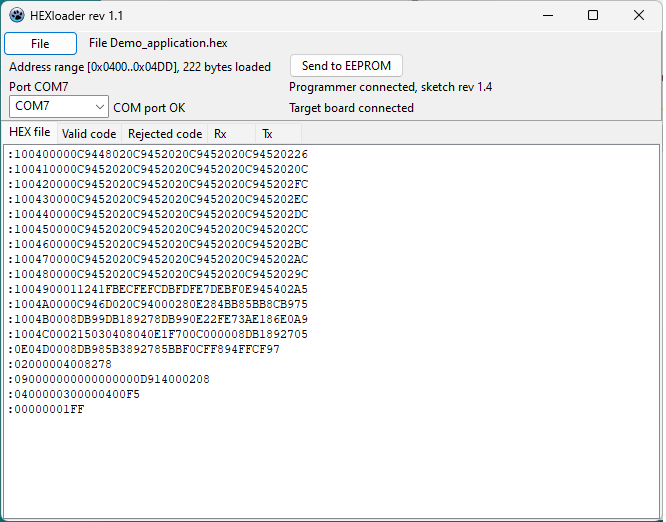 HEXloader rev 1.1
File
File Demo_application.hex
Address range [0x0400..0x04DD], 222 bytes loaded
Send to EEPROM
Port COM7
Programmer connected, sketch rev 1.4
COM7
COM port OK
Target board connected
HEX file
Valid code
Rejected code
Rx
Tx
:100400000C9448020C9452020C9452020C94520226
:100410000C9452020C9452020C9452020C9452020C
:100420000C9452020C9452020C9452020C945202FC
:100430000C9452020C9452020C9452020C945202EC
:100440000C9452020C9452020C9452020C945202DC
:100450000C9452020C9452020C9452020C945202CC
:100460000C9452020C9452020C9452020C945202BC
:100470000C9452020C9452020C9452020C945202AC
:100480000C9452020C9452020C9452020C9452029C
:1004900011241FBECFEFCDBFDFE7DEBF0E945402A5
:1004A0000C946D020C94000280E284BB85BB8CB975
:1004B0008DB99DB189278DB990E22FE73AE186E0A9
:1004C000215030408040E1F700C000008DB1892705
:0E04D0008DB985B3892785BBF0CFF894FFCF97
:02000004008278
:090000000000000000D914000208
:0400000300000400F5
:00000001FF